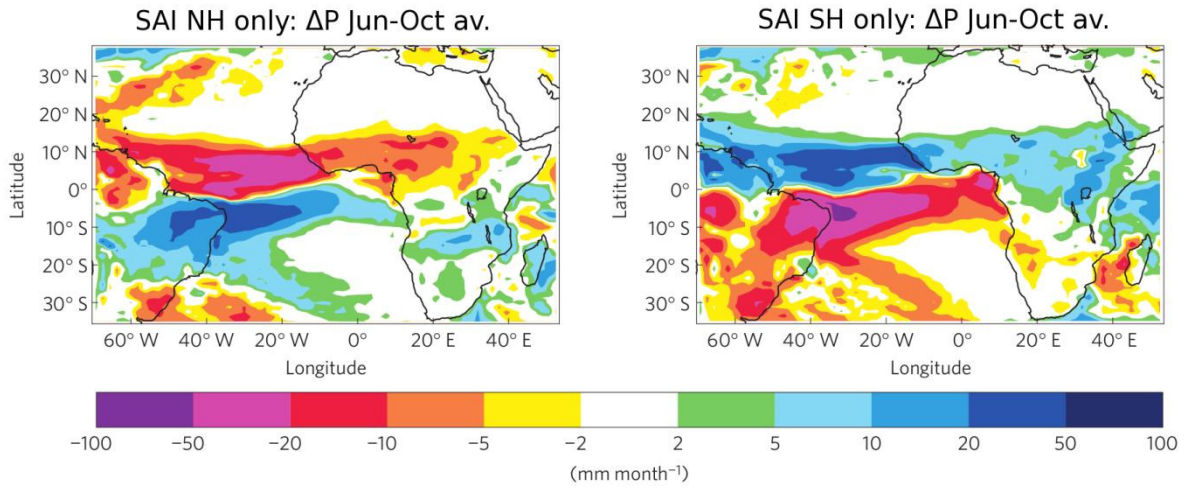 SAI NH only: ΔP Jun-Oct av.
SAI SH only: ΔP Jun-Oct av.
30° N
20° N
10° N
0°
10° S
20° S
30° S
Latitude
60° W 40° W 20° W 0° 20° E 40° E
Longitude
30° N
20° N
10° N
0°
10° S
20° S
30° S
Latitude
60° W 40° W 20° W 0° 20° E 40° E
Longitude
−100 −50 −20 −10 −5 −2 2 5 10 20 50 100
(mm month⁻¹)